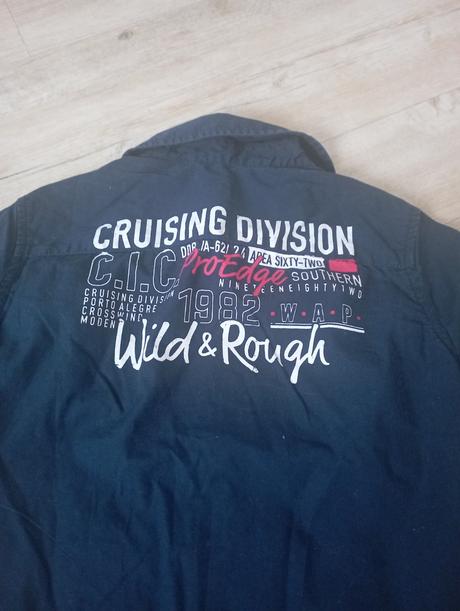 CRUISING DIVISION
AREA SIXTY-TWO
C.I.C. ProEdge SOUTHERN
NINETEENEIGHTYTWO
CRUISING DIVISION
PORTO ALEGRE
CROSSWIND
1982 · W · A · P ·
Wild & Rough